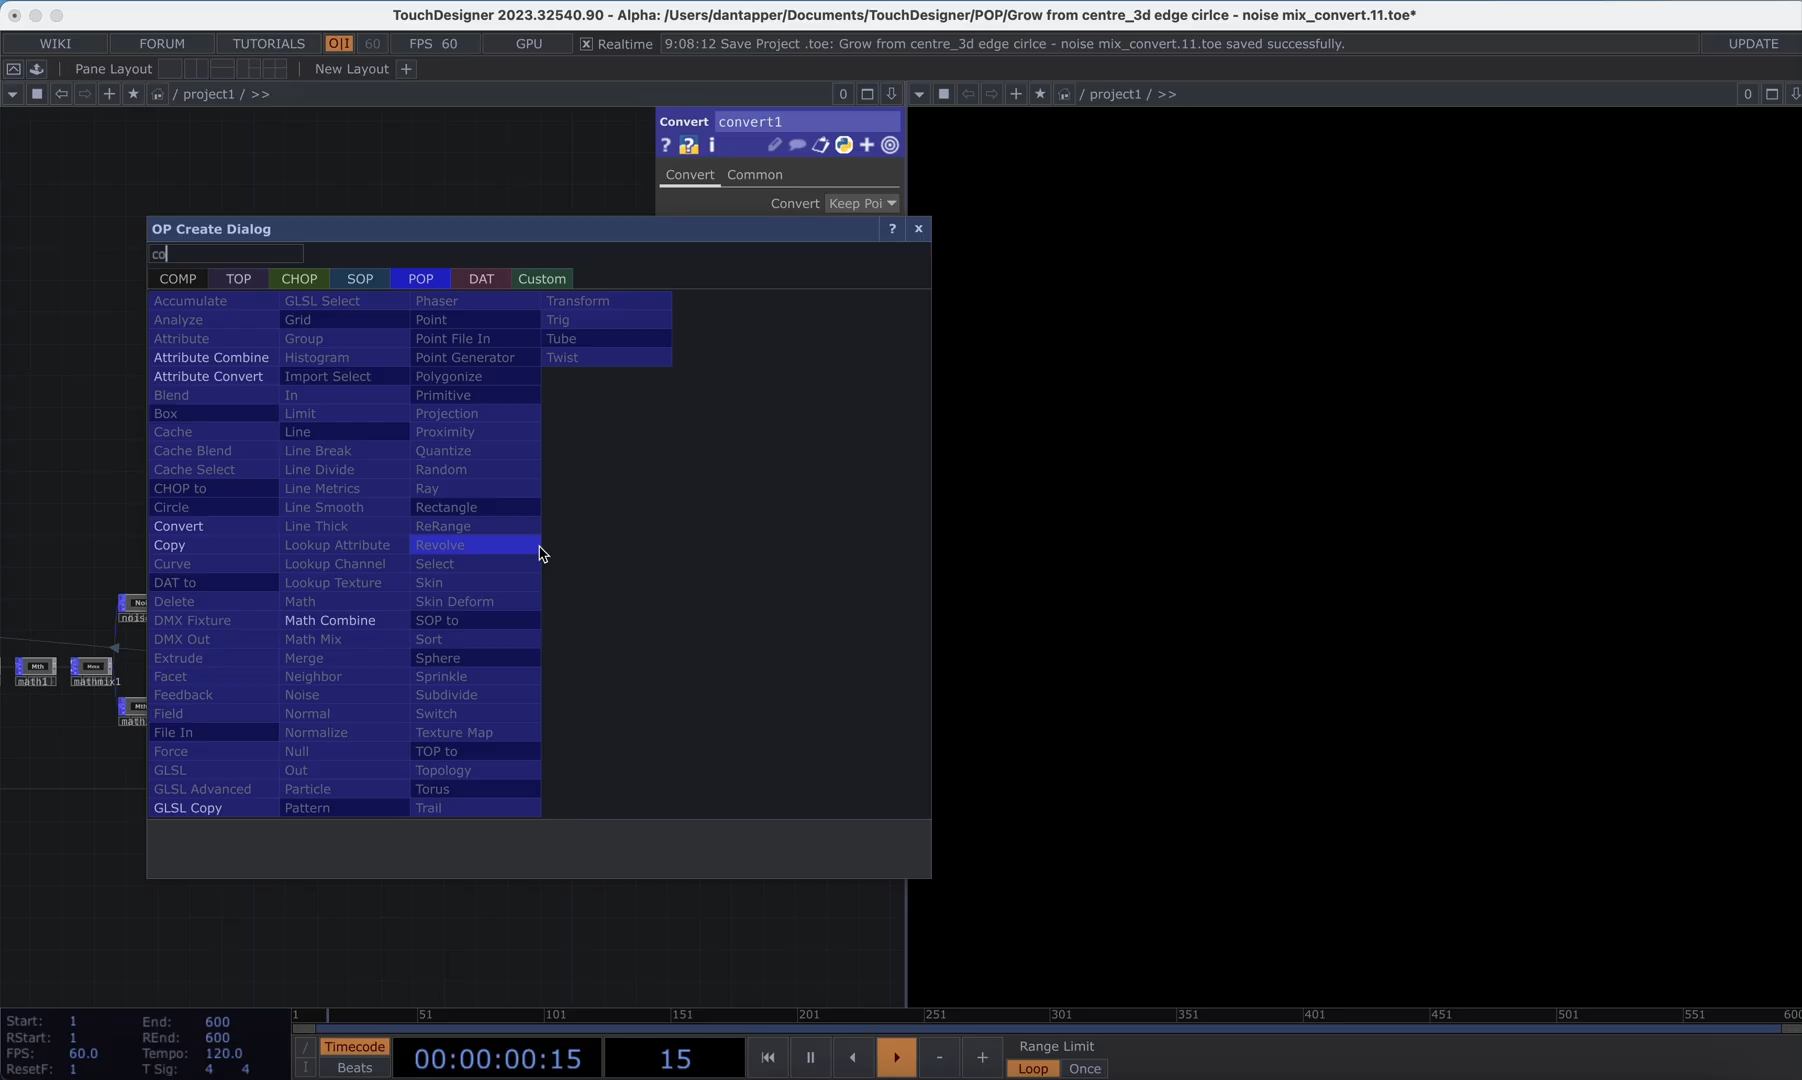 TouchDesigner 2023.32540.90 - Alpha: /Users/dantapper/Documents/TouchDesigner/POP/Grow from centre_3d edge cirlce - noise mix_convert.11.toe*
WIKI FORUM TUTORIALS O|I 60 FPS 60 GPU X Realtime 9:08:12 Save Project .toe: Grow from centre_3d edge cirlce - noise mix_convert.11.toe saved successfully. UPDATE
Pane Layout New Layout +
/ project1 / >> 0 / project1 / >> 0
Convert convert1
? ? i
Convert Common
Convert Keep Poi
OP Create Dialog ? x
co
COMP TOP CHOP SOP POP DAT Custom
Accumulate GLSL Select Phaser Transform
Analyze Grid Point Trig
Attribute Group Point File In Tube
Attribute Combine Histogram Point Generator Twist
Attribute Convert Import Select Polygonize
Blend In Primitive
Box Limit Projection
Cache Line Proximity
Cache Blend Line Break Quantize
Cache Select Line Divide Random
CHOP to Line Metrics Ray
Circle Line Smooth Rectangle
Convert Line Thick ReRange
Copy Lookup Attribute Revolve
Curve Lookup Channel Select
DAT to Lookup Texture Skin
Delete Math Skin Deform
DMX Fixture Math Combine SOP to
DMX Out Math Mix Sort
Extrude Merge Sphere
Facet Neighbor Sprinkle
Feedback Noise Subdivide
Field Normal Switch
File In Normalize Texture Map
Force Null TOP to
GLSL Out Topology
GLSL Advanced Particle Torus
GLSL Copy Pattern Trail
Noi
nois
Mth Mmx
math1 mathmix1
Mth
math
Start: 1 End: 600
RStart: 1 REnd: 600
FPS: 60.0 Tempo: 120.0
ResetF: 1 T Sig: 4 4
1 51 101 151 201 251 301 351 401 451 501 551 600
/ I
Timecode
Beats
00:00:00:15 15
- +
Range Limit
Loop Once